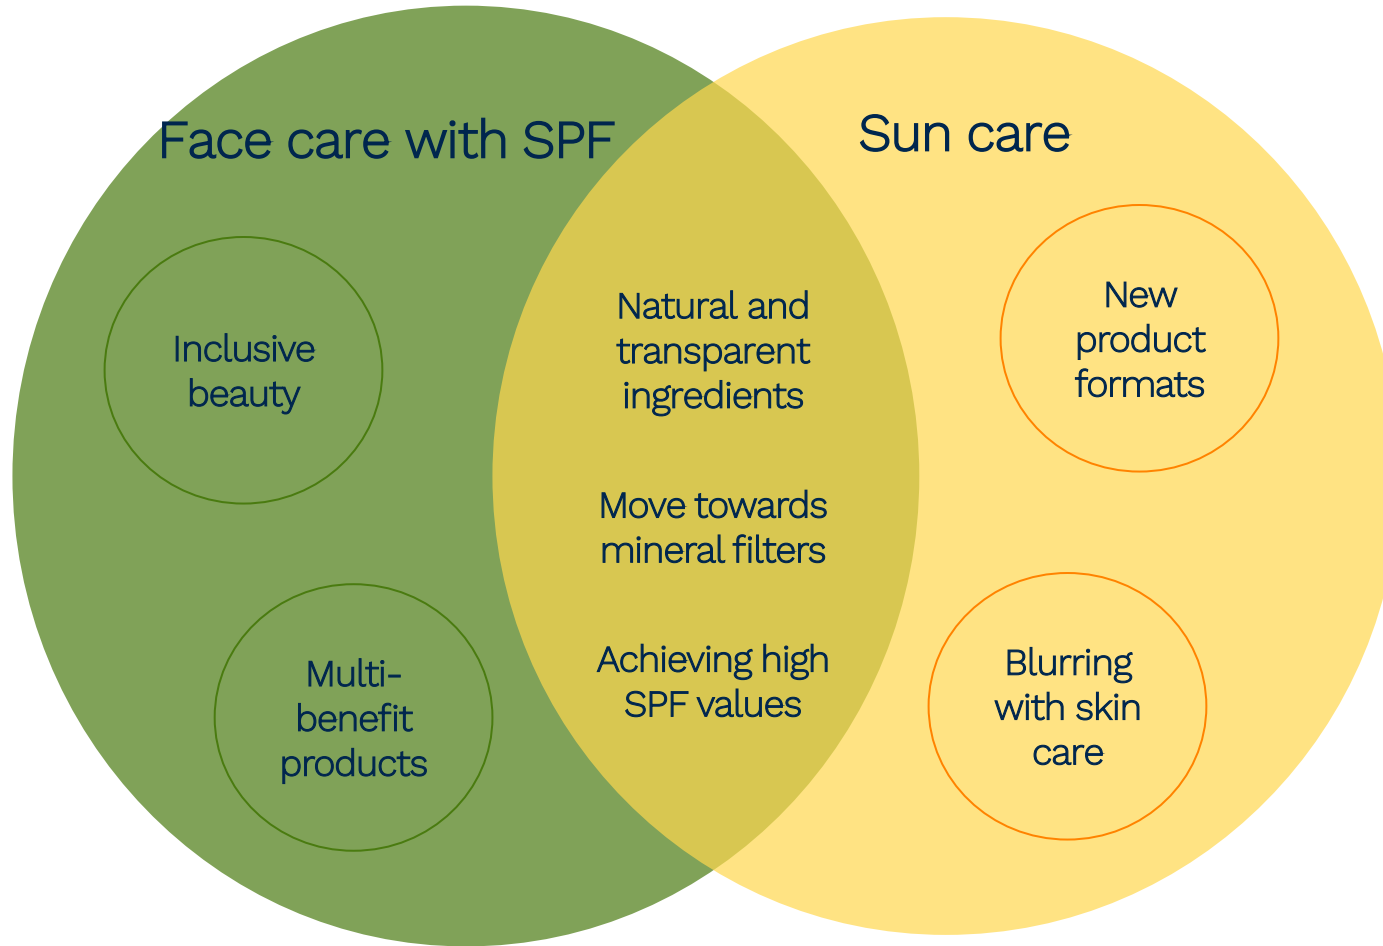 Face care with SPF
Sun care
Inclusive
beauty
Multi-
benefit
products
Natural and
transparent
ingredients
Move towards
mineral filters
Achieving high
SPF values
New
product
formats
Blurring
with skin
care